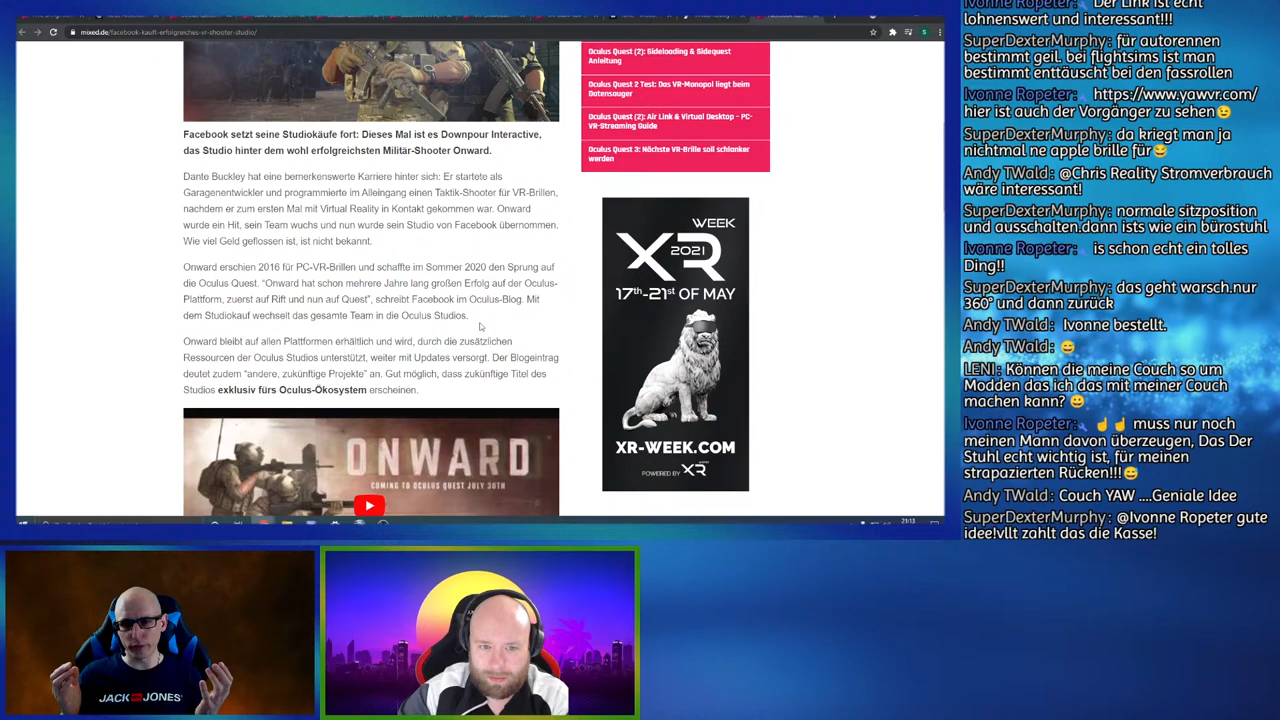 mixed.de/facebook-kauft-erfolgreiches-vr-shooter-studio/
Facebook setzt seine Studiokäufe fort: Dieses Mal ist es Downpour Interactive,
das Studio hinter dem wohl erfolgreichsten Militär-Shooter Onward.
Dante Buckley hat eine bemerkenswerte Karriere hinter sich: Er startete als
Garagenentwickler und programmierte im Alleingang einen Taktik-Shooter für VR-Brillen,
nachdem er zum ersten Mal mit Virtual Reality in Kontakt gekommen war. Onward
wurde ein Hit, sein Team wuchs und nun wurde sein Studio von Facebook übernommen.
Wie viel Geld geflossen ist, ist nicht bekannt.
Onward erschien 2016 für PC-VR-Brillen und schaffte im Sommer 2020 den Sprung auf
die Oculus Quest. “Onward hat schon mehrere Jahre lang großen Erfolg auf der Oculus-
Plattform, zuerst auf Rift und nun auf Quest”, schreibt Facebook im Oculus-Blog. Mit
dem Studiokauf wechselt das gesamte Team in die Oculus Studios.
Onward bleibt auf allen Plattformen erhältlich und wird, durch die zusätzlichen
Ressourcen der Oculus Studios unterstützt, weiter mit Updates versorgt. Der Blogeintrag
deutet zudem “andere, zukünftige Projekte” an. Gut möglich, dass zukünftige Titel des
Studios exklusiv fürs Oculus-Ökosystem erscheinen.
ONWARD
COMING TO OCULUS QUEST JULY 30TH
Oculus Quest (2): Sideloading & Sidequest
Anleitung
Oculus Quest 2 Test: Das VR-Monopol liegt beim
Datensauger
Oculus Quest (2): Air Link & Virtual Desktop – PC-
VR-Streaming Guide
Oculus Quest 3: Nächste VR-Brille soll schlanker
werden
WEEK
XR
2021
17th-21st OF MAY
XR-WEEK.COM
POWERED BY XR
21:13
Ivonne Ropeter: Der Link ist echt
lohnenswert und interessant!!!
SuperDexterMurphy: für autorennen
bestimmt geil. bei flightsims ist man
bestimmt enttäuscht bei den fassrollen
Ivonne Ropeter: https://www.yawvr.com/
hier ist auch der Vorgänger zu sehen😉
SuperDexterMurphy: da kriegt man ja
nichtmal ne apple brille für😂
Andy TWald: @Chris Reality Stromverbrauch
wäre interessant!
SuperDexterMurphy: normale sitzposition
und ausschalten.dann ists wie ein bürostuhl
Ivonne Ropeter: is schon echt ein tolles
Ding!!
SuperDexterMurphy: das geht warsch.nur
360° und dann zurück
Andy TWald: Ivonne bestellt.
Andy TWald: 😅
LENI: Können die meine Couch so um
Modden das ich das mit meiner Couch
machen kann? 😀
Ivonne Ropeter: ☝☝ muss nur noch
meinen Mann davon überzeugen, Das Der
Stuhl echt wichtig ist, für meinen
strapazierten Rücken!!!😅
Andy TWald: Couch YAW ....Geniale Idee
SuperDexterMurphy: @Ivonne Ropeter gute
idee!vllt zahlt das die Kasse!
JACK JONES